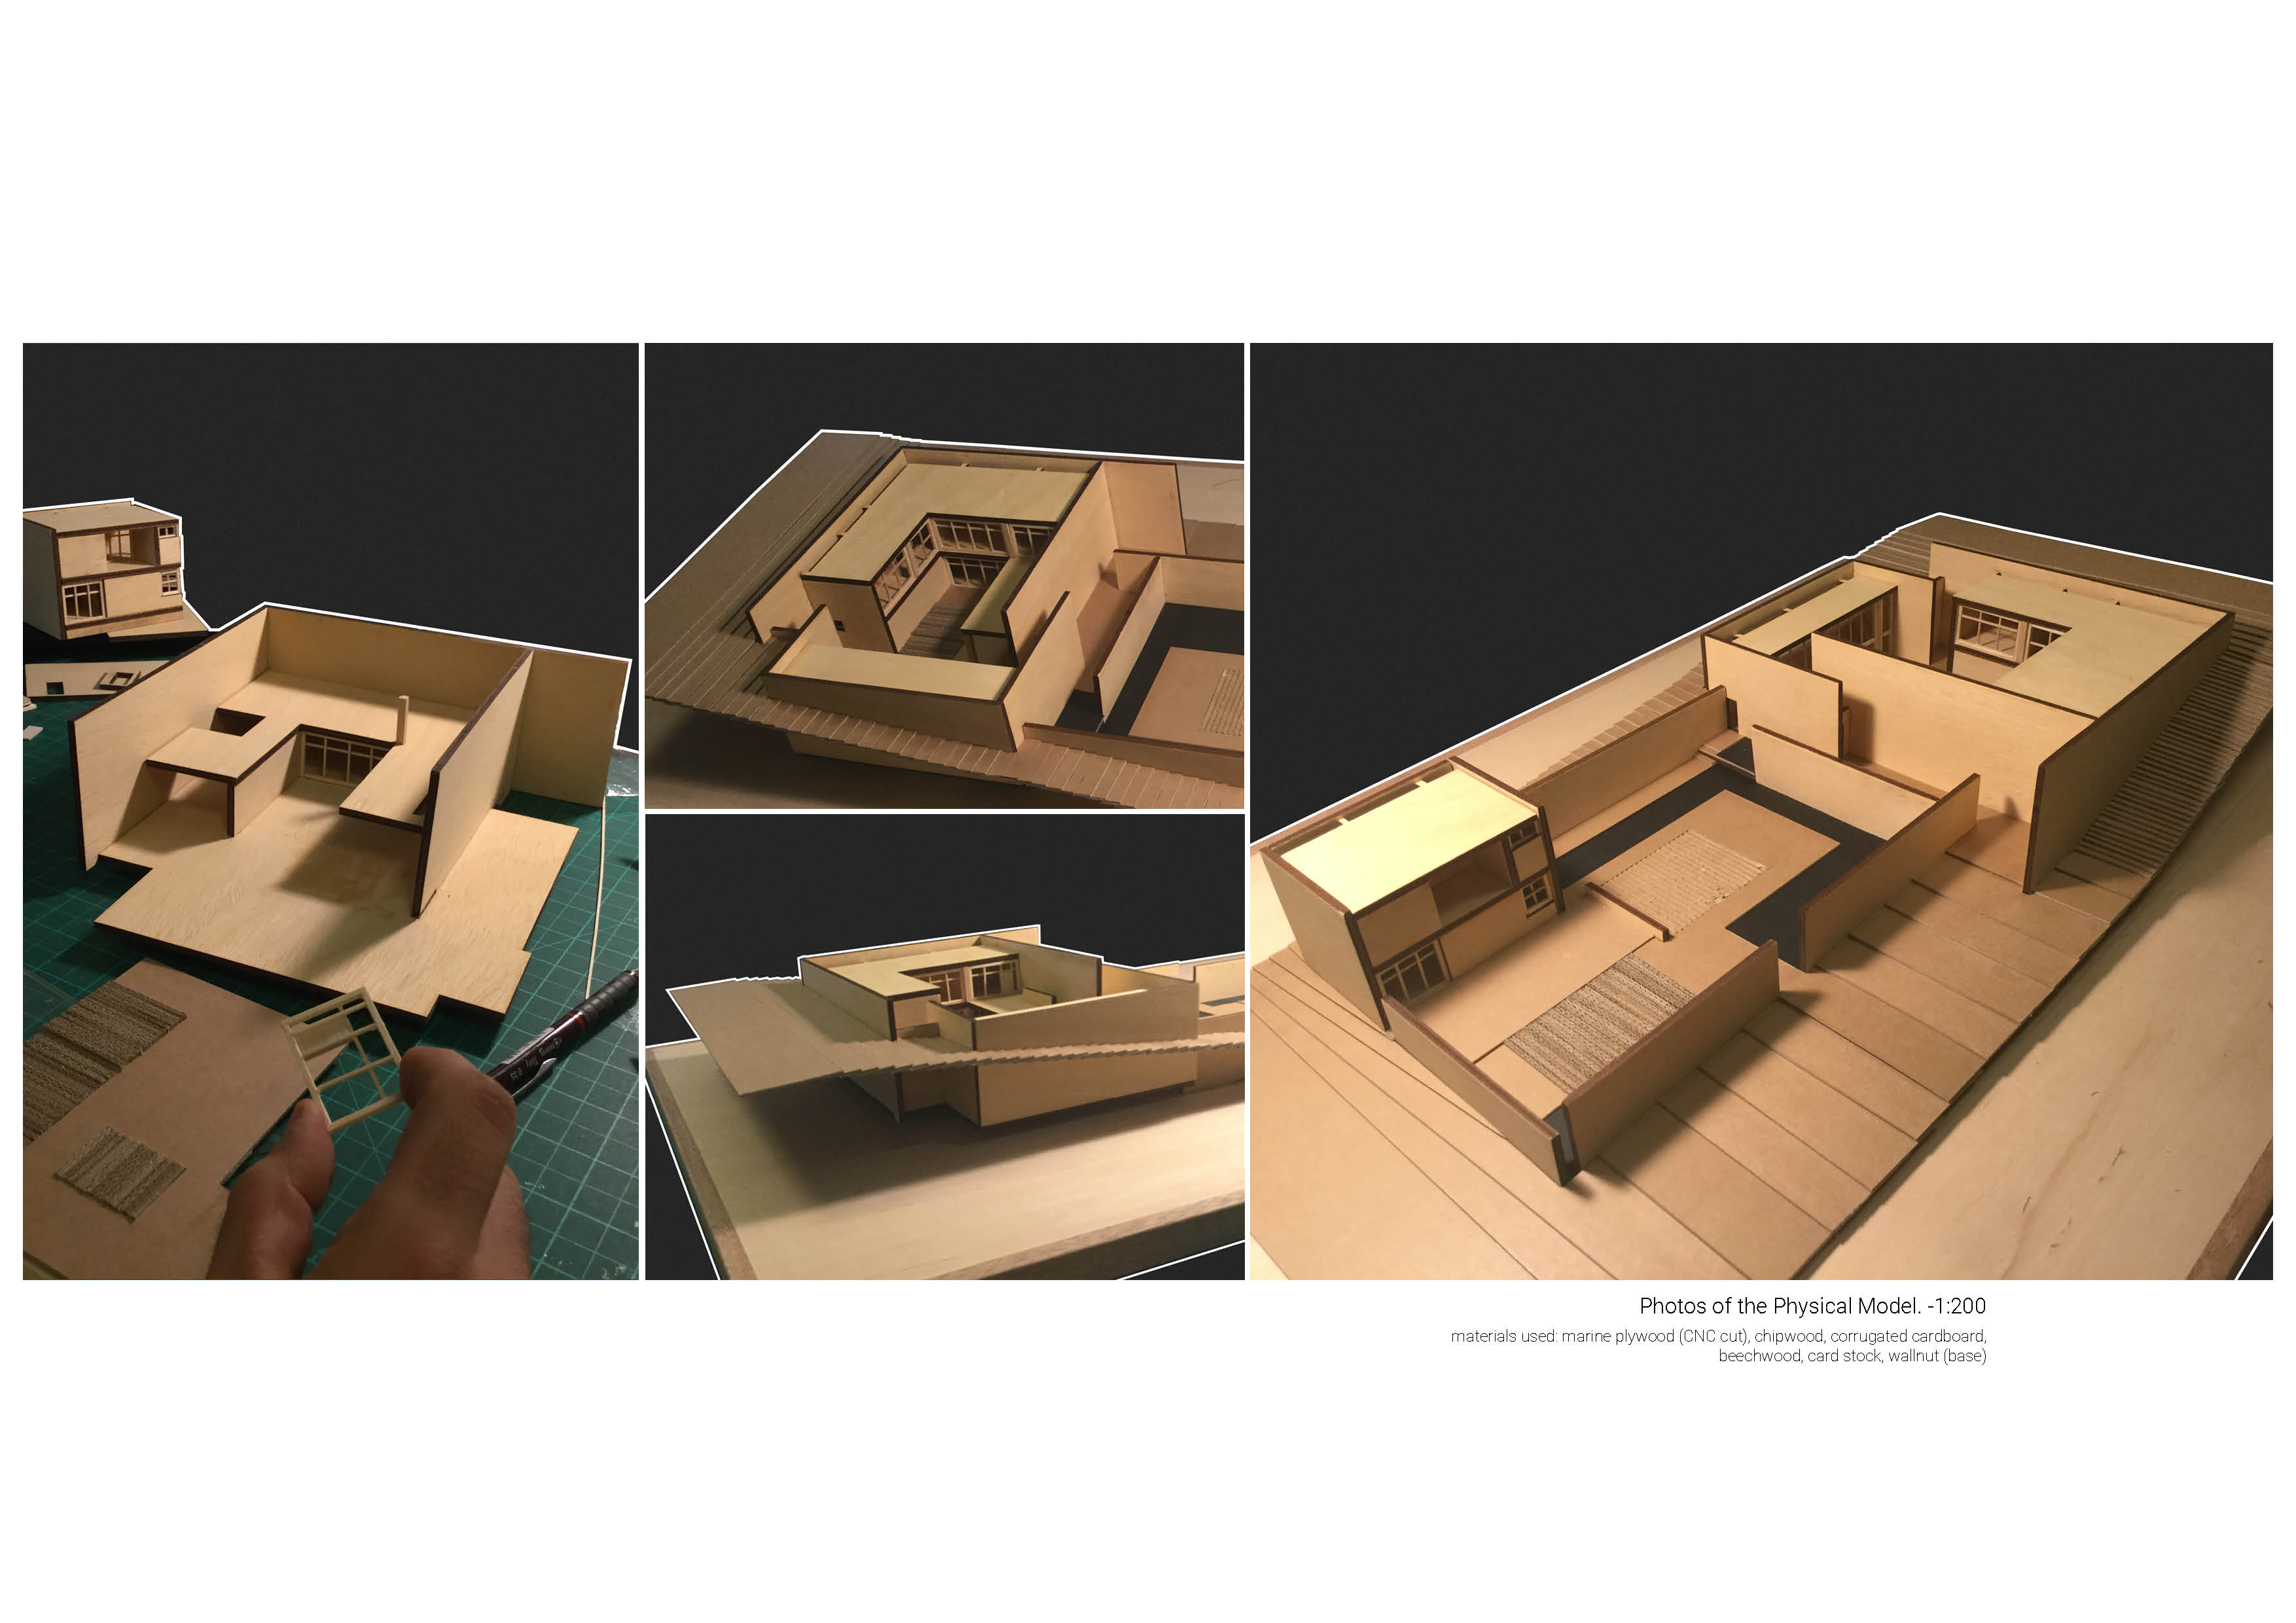 Photos of the Physical Model. -1:200
materials used: marine plywood (CNC cut), chipwood, corrugated cardboard,
beechwood, card stock, wallnut (base)